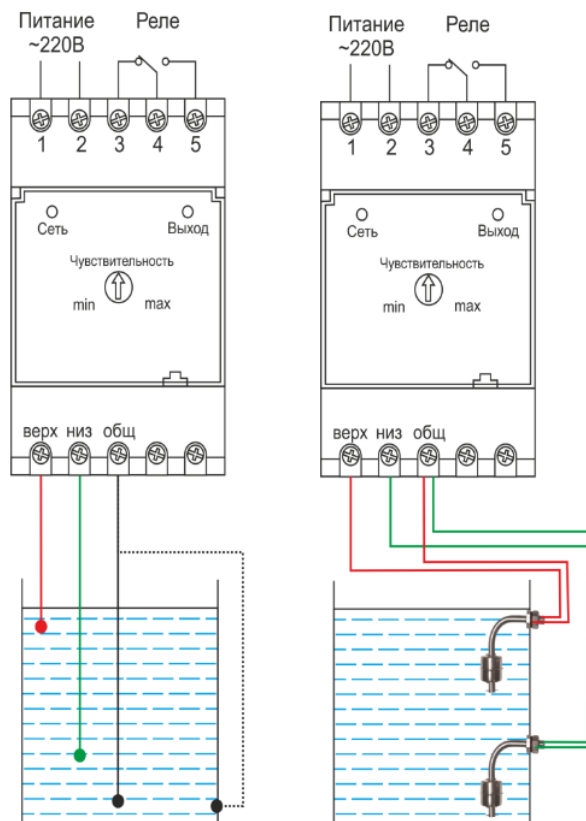 Питание Реле
~220В
1 2 3 4 5
Сеть Выход
Чувствительность
min max
верх низ общ
Питание Реле
~220В
1 2 3 4 5
Сеть Выход
Чувствительность
min max
верх низ общ